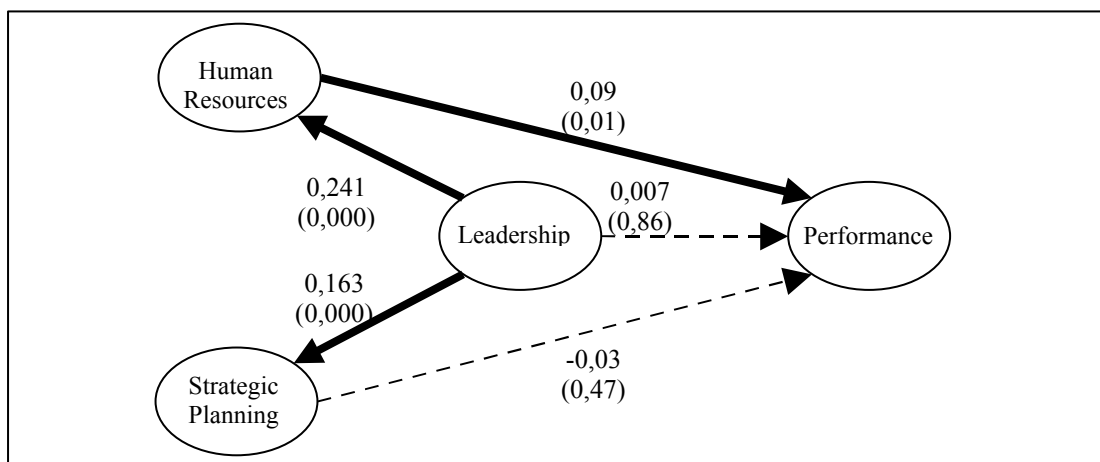 Human
Resources
0,09
(0,01)
0,241
(0,000)
Leadership
0,007
(0,86)
Performance
0,163
(0,000)
Strategic
Planning
-0,03
(0,47)